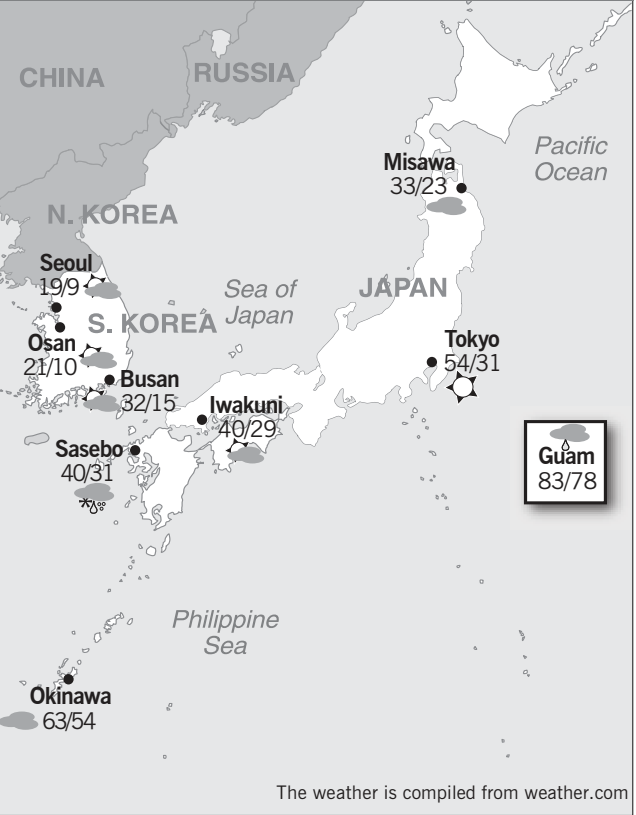 CHINA
RUSSIA
Pacific
Ocean
Misawa
33/23
N. KOREA
Seoul
19/9
Sea of
Japan
JAPAN
S. KOREA
Osan
21/10
Tokyo
54/31
Busan
32/15
Iwakuni
40/29
Sasebo
40/31
Guam
83/78
Philippine
Sea
Okinawa
63/54
The weather is compiled from weather.com